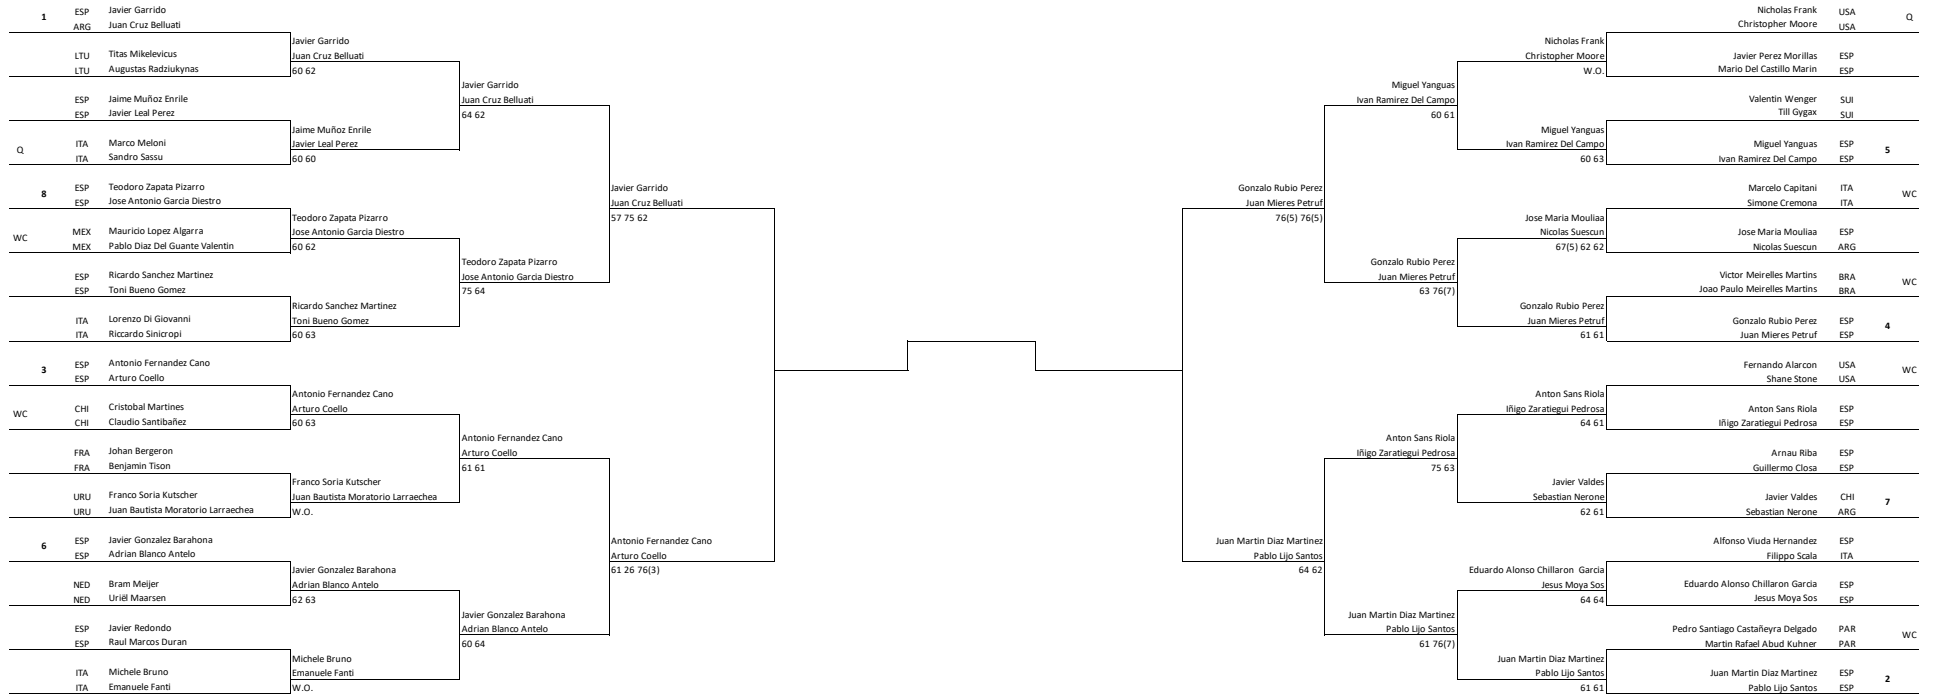 1
ESP Javier Garrido
ARG Juan Cruz Belluati
LTU Titas Mikelevicus
LTU Augustas Radziukynas
ESP Jaime Muñoz Enrile
ESP Javier Leal Perez
Q
ITA Marco Meloni
ITA Sandro Sassu
8
ESP Teodoro Zapata Pizarro
ESP Jose Antonio Garcia Diestro
WC
MEX Mauricio Lopez Algarra
MEX Pablo Diaz Del Guante Valentin
ESP Ricardo Sanchez Martinez
ESP Toni Bueno Gomez
ITA Lorenzo Di Giovanni
ITA Riccardo Sinicropi
3
ESP Antonio Fernandez Cano
ESP Arturo Coello
WC
CHI Cristobal Martines
CHI Claudio Santibañez
FRA Johan Bergeron
FRA Benjamin Tison
URU Franco Soria Kutscher
URU Juan Bautista Moratorio Larraechea
6
ESP Javier Gonzalez Barahona
ESP Adrian Blanco Antelo
NED Bram Meijer
NED Uriël Maarsen
ESP Javier Redondo
ESP Raul Marcos Duran
ITA Michele Bruno
ITA Emanuele Fanti
Javier Garrido
Juan Cruz Belluati
60 62
Jaime Muñoz Enrile
Javier Leal Perez
60 60
Teodoro Zapata Pizarro
Jose Antonio Garcia Diestro
60 62
Ricardo Sanchez Martinez
Toni Bueno Gomez
60 63
Antonio Fernandez Cano
Arturo Coello
60 63
Franco Soria Kutscher
Juan Bautista Moratorio Larraechea
W.O.
Javier Gonzalez Barahona
Adrian Blanco Antelo
62 63
Michele Bruno
Emanuele Fanti
W.O.
Javier Garrido
Juan Cruz Belluati
64 62
Teodoro Zapata Pizarro
Jose Antonio Garcia Diestro
75 64
Antonio Fernandez Cano
Arturo Coello
61 61
Javier Gonzalez Barahona
Adrian Blanco Antelo
60 64
Javier Garrido
Juan Cruz Belluati
57 75 62
Antonio Fernandez Cano
Arturo Coello
61 26 76(3)
Gonzalo Rubio Perez
Juan Mieres Petruf
76(5) 76(5)
Juan Martin Diaz Martinez
Pablo Lijo Santos
64 62
Miguel Yanguas
Ivan Ramirez Del Campo
60 61
Gonzalo Rubio Perez
Juan Mieres Petruf
63 76(7)
Anton Sans Riola
Iñigo Zaratiegui Pedrosa
75 63
Juan Martin Diaz Martinez
Pablo Lijo Santos
61 76(7)
Nicholas Frank
Christopher Moore
W.O.
Miguel Yanguas
Ivan Ramirez Del Campo
60 63
Jose Maria Mouliaa
Nicolas Suescun
67(5) 62 62
Gonzalo Rubio Perez
Juan Mieres Petruf
61 61
Anton Sans Riola
Iñigo Zaratiegui Pedrosa
64 61
Javier Valdes
Sebastian Nerone
62 61
Eduardo Alonso Chillaron Garcia
Jesus Moya Sos
64 64
Juan Martin Diaz Martinez
Pablo Lijo Santos
61 61
Nicholas Frank USA
Christopher Moore USA
Q
Javier Perez Morillas ESP
Mario Del Castillo Marin ESP
Valentin Wenger SUI
Till Gygax SUI
Miguel Yanguas ESP
Ivan Ramirez Del Campo ESP
5
Marcelo Capitani ITA
Simone Cremona ITA
WC
Jose Maria Mouliaa ESP
Nicolas Suescun ARG
Victor Meirelles Martins BRA
Joao Paulo Meirelles Martins BRA
WC
Gonzalo Rubio Perez ESP
Juan Mieres Petruf ESP
4
Fernando Alarcon USA
Shane Stone USA
WC
Anton Sans Riola ESP
Iñigo Zaratiegui Pedrosa ESP
Arnau Riba ESP
Guillermo Closa ESP
Javier Valdes CHI
Sebastian Nerone ARG
7
Alfonso Viuda Hernandez ESP
Filippo Scala ITA
Eduardo Alonso Chillaron Garcia ESP
Jesus Moya Sos ESP
Pedro Santiago Castañeyra Delgado PAR
Martin Rafael Abud Kuhner PAR
WC
Juan Martin Diaz Martinez ESP
Pablo Lijo Santos ESP
2